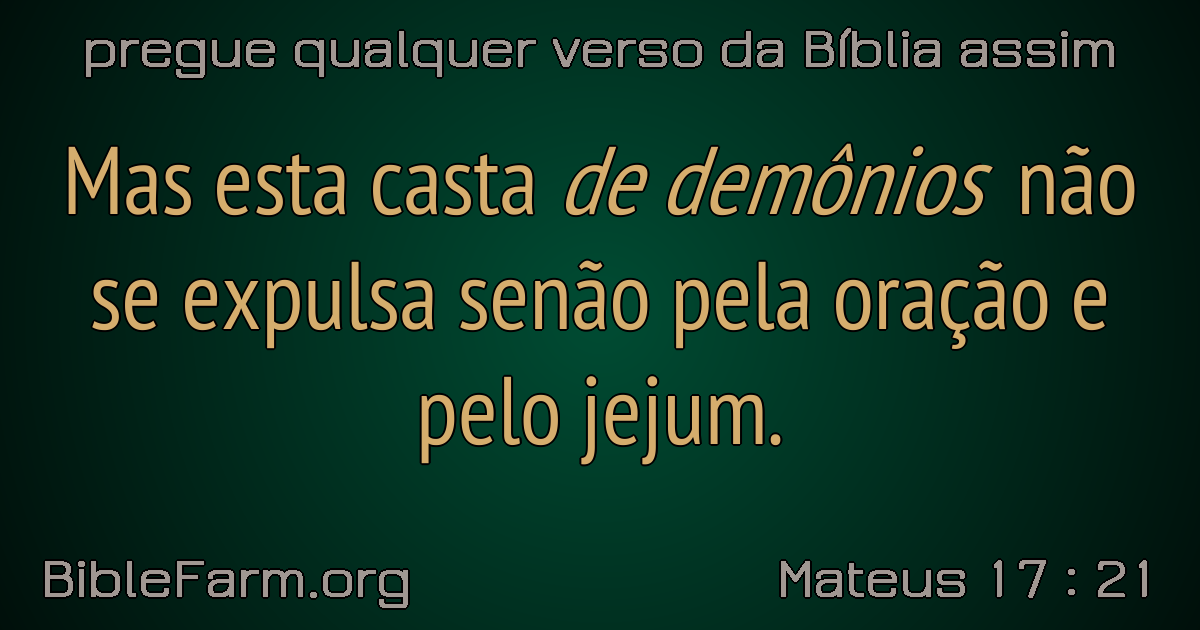 pregue qualquer verso da Bíblia assim
Mas esta casta de demônios não
se expulsa senão pela oração e
pelo jejum.
BibleFarm.org
Mateus 17 : 21